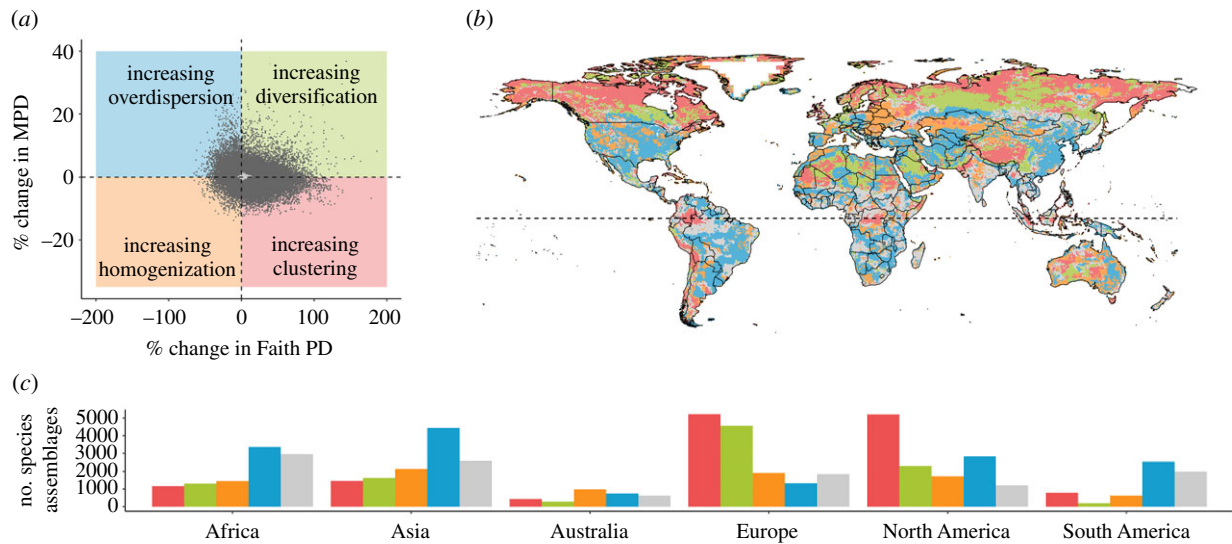 (a)
40
20
0
−20
% change in MPD
increasing
overdispersion
increasing
diversification
increasing
homogenization
increasing
clustering
−200
−100
0
100
200
% change in Faith PD
(b)
(c)
no. species
assemblages
5000
4000
3000
2000
1000
0
Africa
Asia
Australia
Europe
North America
South America